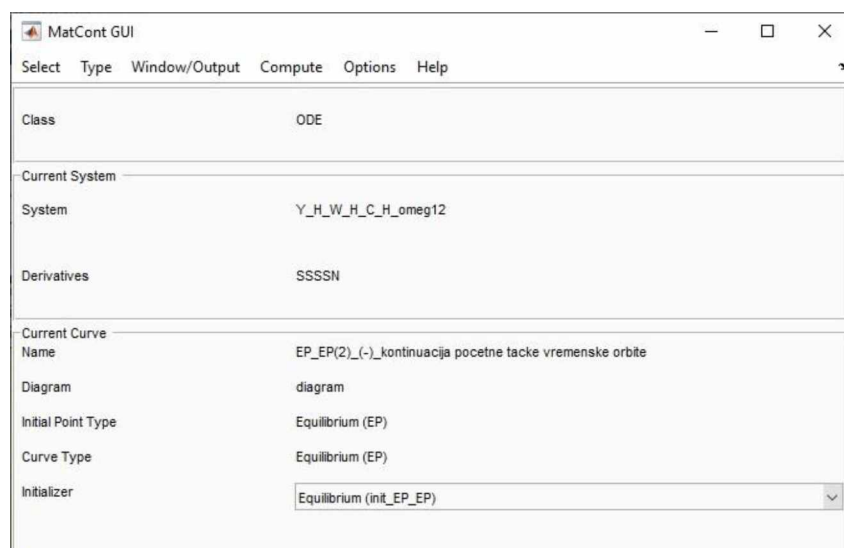 MatCont GUI
Select Type Window/Output Compute Options Help
Class ODE
Current System
System Y_H_W_H_C_H_omeg12
Derivatives SSSSN
Current Curve
Name EP_EP(2)_(-)_kontinuacija pocetne tacke vremenske orbite
Diagram diagram
Initial Point Type Equilibrium (EP)
Curve Type Equilibrium (EP)
Initializer Equilibrium (init_EP_EP)